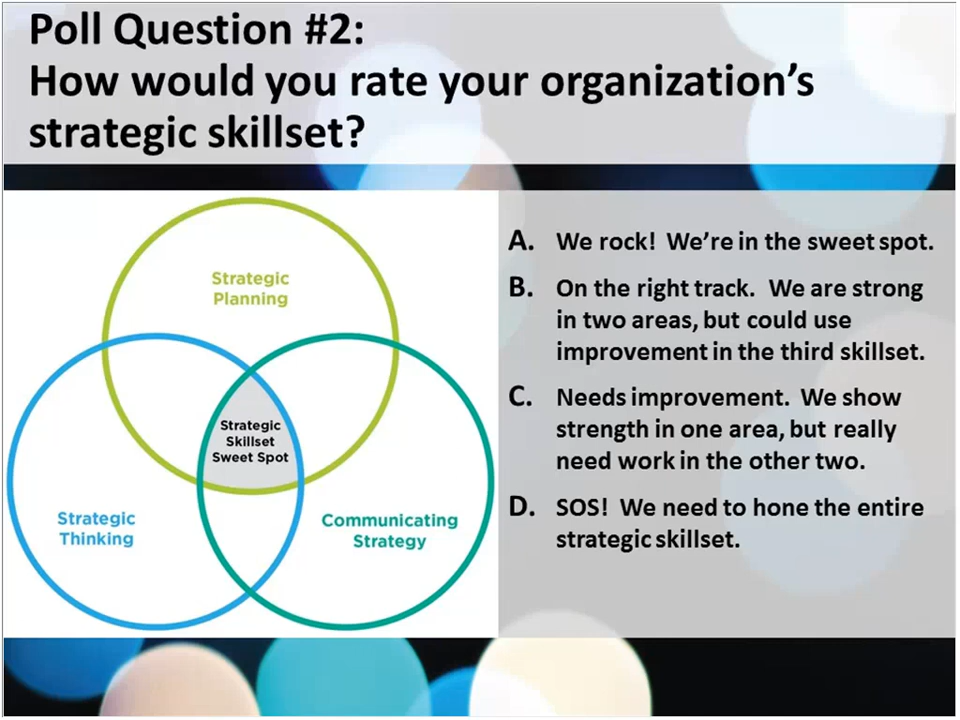 Poll Question #2:
How would you rate your organization's
strategic skillset?
Strategic
Planning
Strategic
Skillset
Sweet Spot
Strategic
Thinking
Communicating
Strategy
A. We rock! We're in the sweet spot.
B. On the right track. We are strong
in two areas, but could use
improvement in the third skillset.
C. Needs improvement. We show
strength in one area, but really
need work in the other two.
D. SOS! We need to hone the entire
strategic skillset.